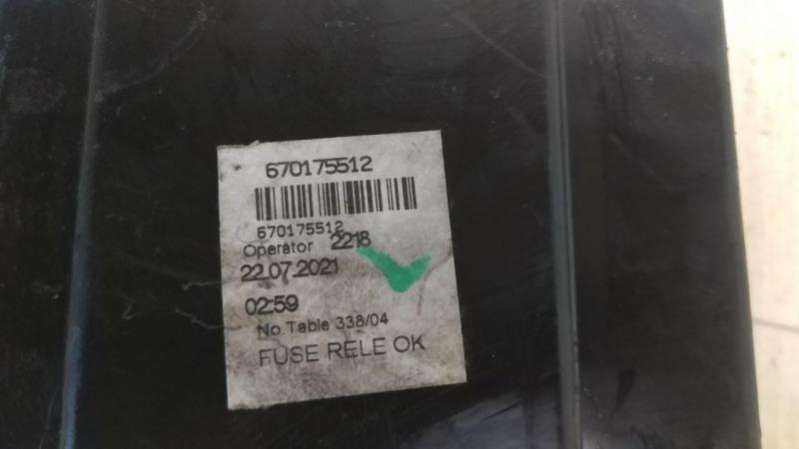 670175512
670175512
Operator 2218
22.07.2021
02:59
No.Table 338/04
FUSE RELE OK